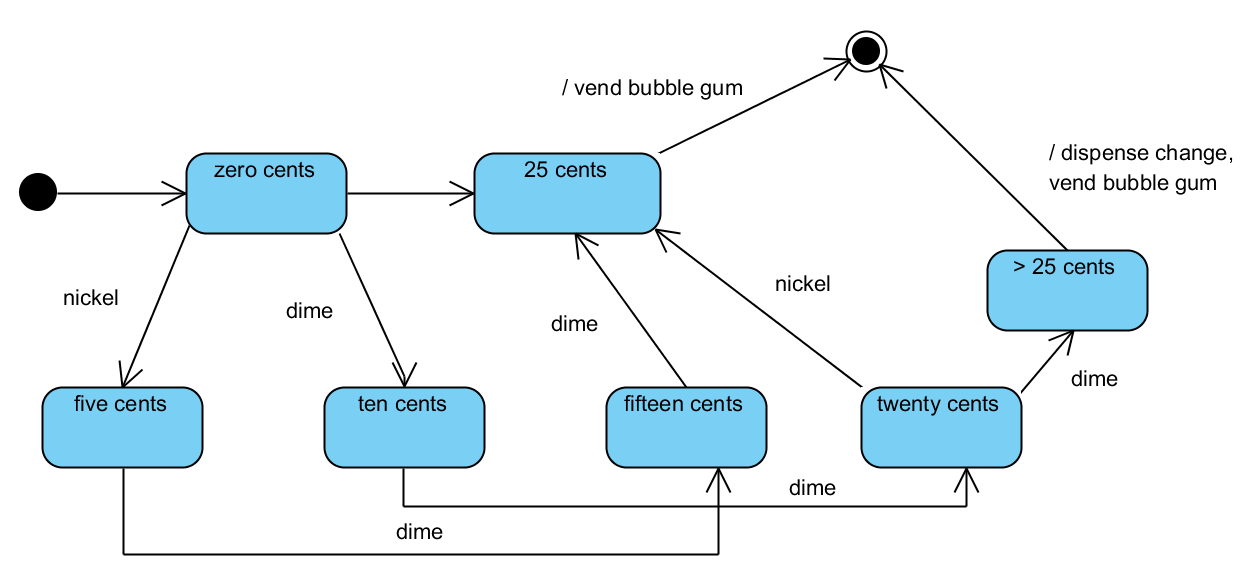 / vend bubble gum
/ dispense change,
vend bubble gum
zero cents
25 cents
> 25 cents
nickel
dime
dime
nickel
dime
five cents
ten cents
fifteen cents
twenty cents
dime
dime